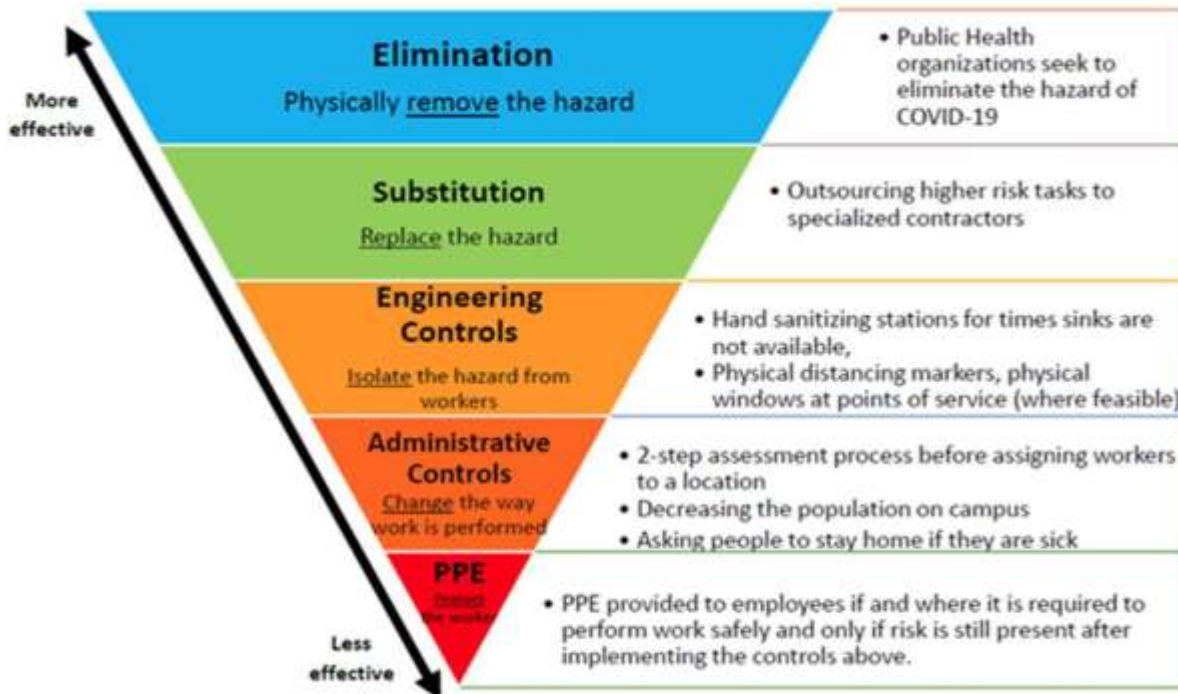 More
effective
Elimination
Physically remove the hazard
• Public Health
organizations seek to
eliminate the hazard of
COVID-19
Substitution
Replace the hazard
• Outsourcing higher risk tasks to
specialized contractors
Engineering
Controls
Isolate the hazard from
workers
• Hand sanitizing stations for times sinks are
not available,
• Physical distancing markers, physical
windows at points of service (where feasible)
Administrative
Controls
Change the way
work is performed
• 2-step assessment process before assigning workers
to a location
• Decreasing the population on campus
• Asking people to stay home if they are sick
PPE
Protect
the worker
• PPE provided to employees if and where it is required to
perform work safely and only if risk is still present after
implementing the controls above.
Less
effective